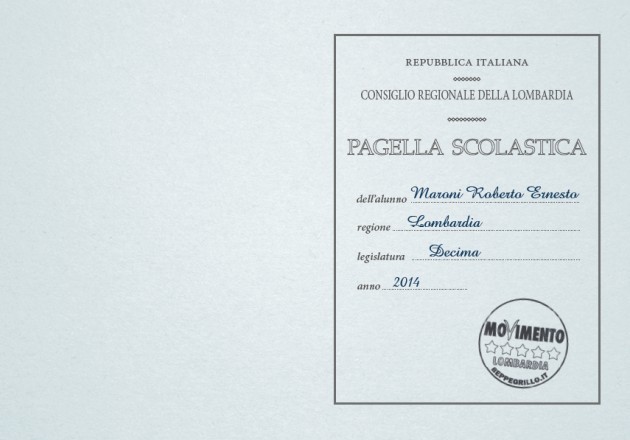 REPUBBLICA ITALIANA
CONSIGLIO REGIONALE DELLA LOMBARDIA
PAGELLA SCOLASTICA
dell'alunno Maroni Roberto Ernesto
regione Lombardia
legislatura Decima
anno 2014
MOVIMENTO
LOMBARDIA
BEPPEGRILLO.IT